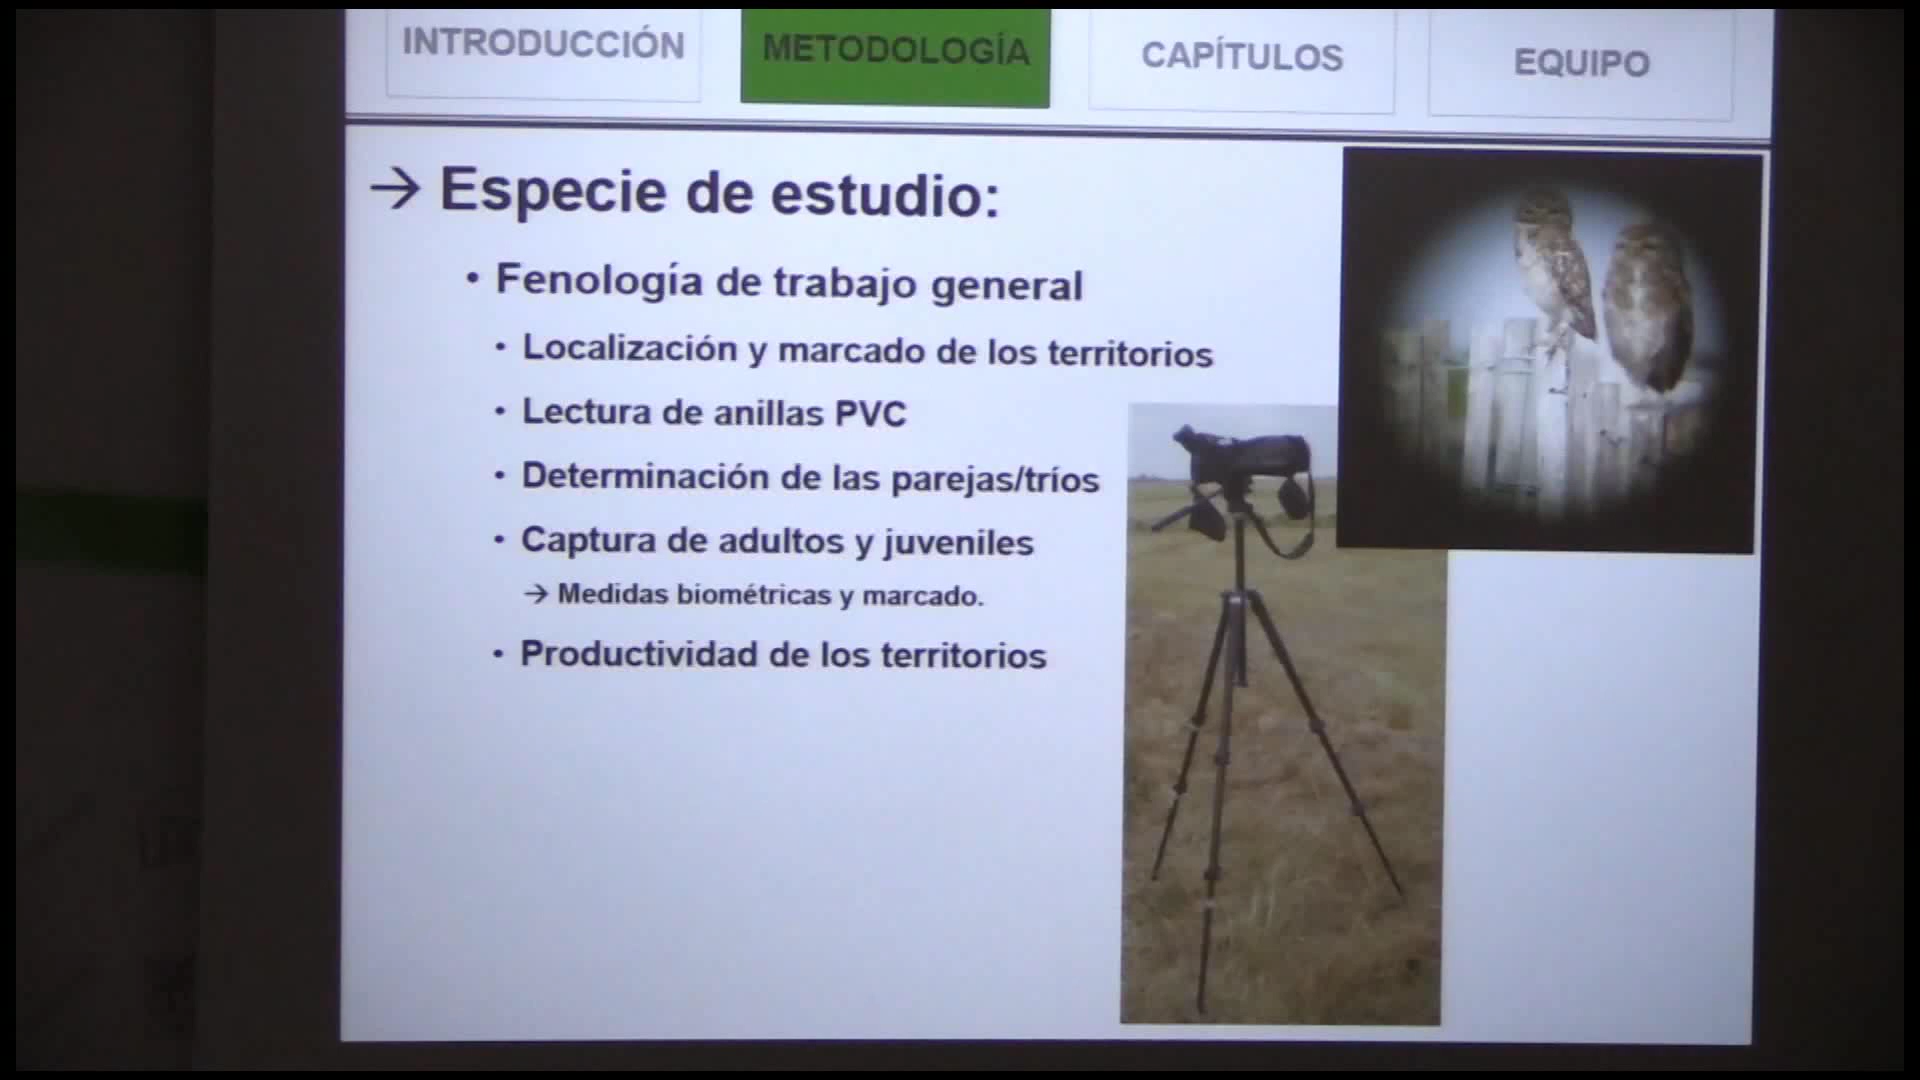 INTRODUCCIÓN
METODOLOGÍA
CAPÍTULOS
EQUIPO
→ Especie de estudio:
• Fenología de trabajo general
• Localización y marcado de los territorios
• Lectura de anillas PVC
• Determinación de las parejas/tríos
• Captura de adultos y juveniles
→ Medidas biométricas y marcado.
• Productividad de los territorios